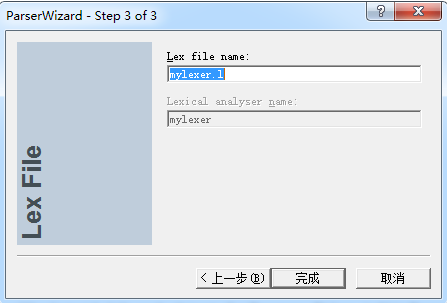 ParserWizard - Step 3 of 3
Lex File
Lex file name:
mylexer.l
Lexical analyser name:
mylexer
< 上一步(B)
完成
取消